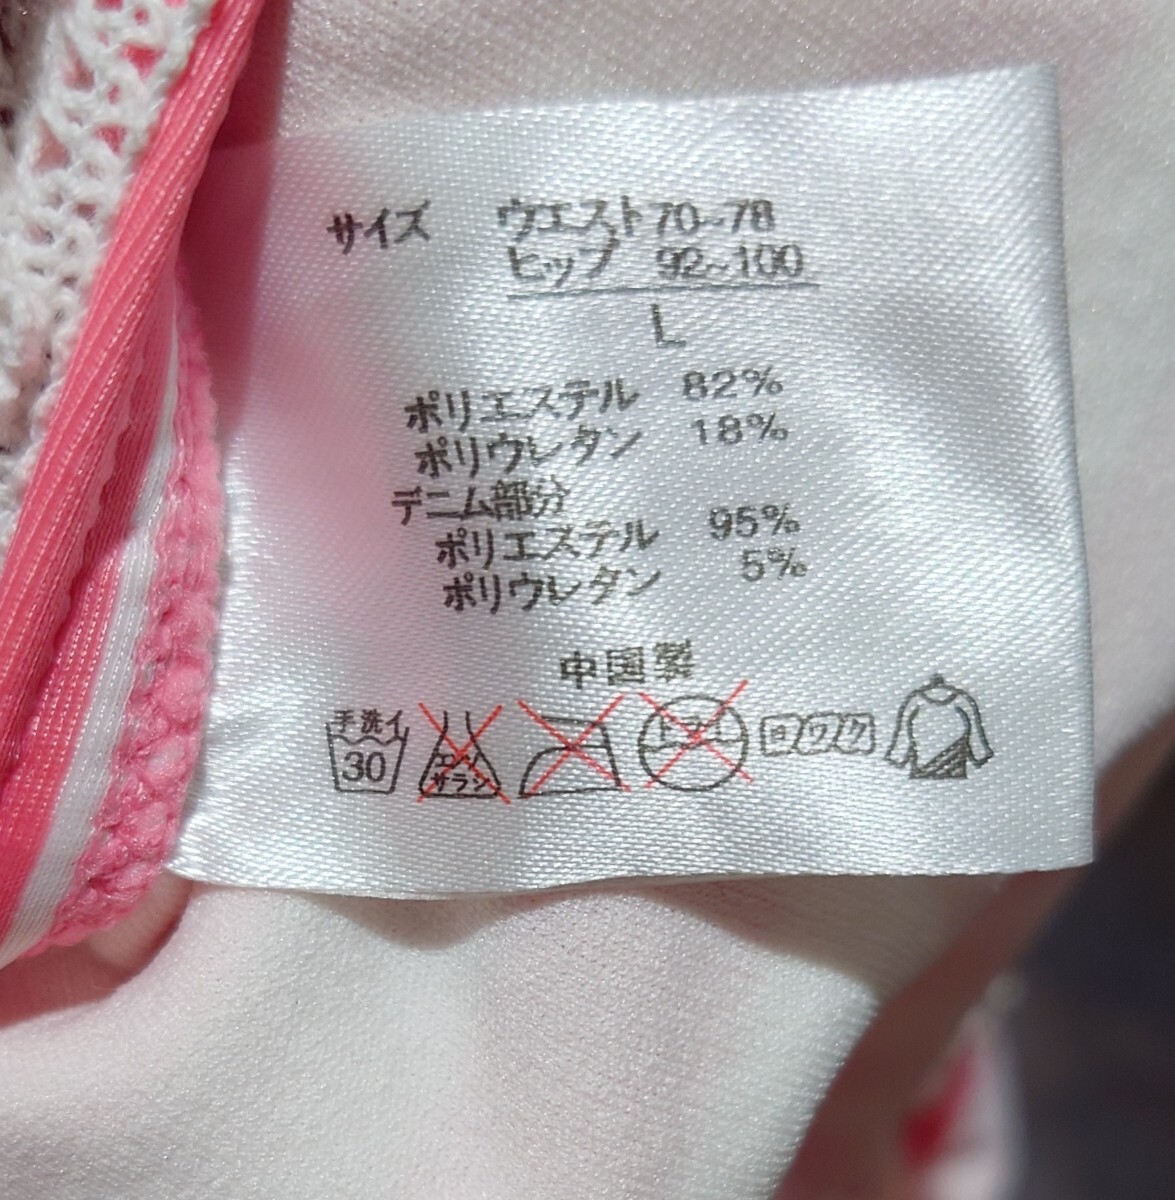 サイズ ウエスト70~78
ヒップ 92~100
L
ポリエステル 82%
ポリウレタン 18%
デニム部分
ポリエステル 95%
ポリウレタン 5%
中国製
手洗イ
30
エンソ
サラシ
ドライ